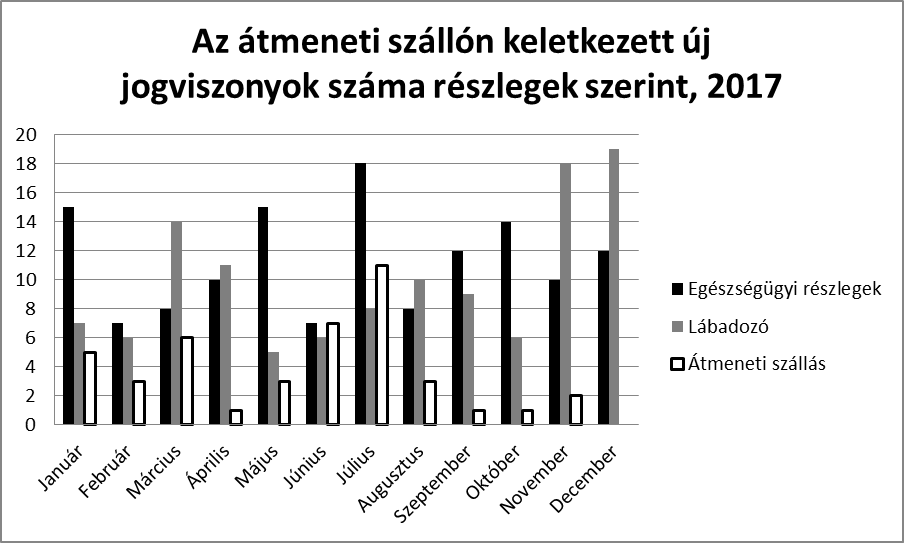 Az átmeneti szállón keletkezett új
jogviszonyok száma részlegek szerint, 2017
20
18
16
14
12
10
8
6
4
2
0
Január
Február
Március
Április
Május
Június
Július
Augusztus
Szeptember
Október
November
December
Egészségügyi részlegek
Lábadozó
Átmeneti szállás